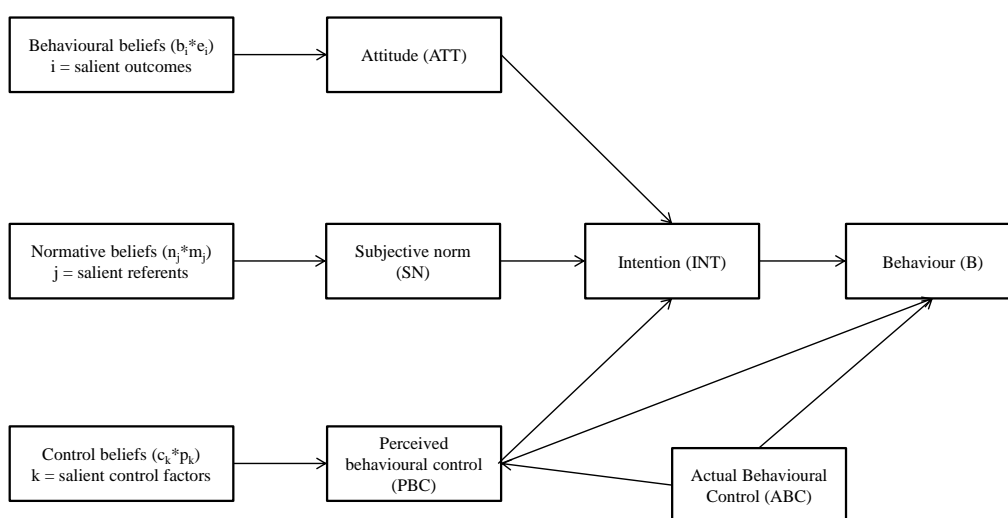 Behavioural beliefs (bi*ei)
i = salient outcomes
Attitude (ATT)
Normative beliefs (nj*mj)
j = salient referents
Subjective norm
(SN)
Intention (INT)
Behaviour (B)
Control beliefs (ck*pk)
k = salient control factors
Perceived
behavioural control
(PBC)
Actual Behavioural
Control (ABC)